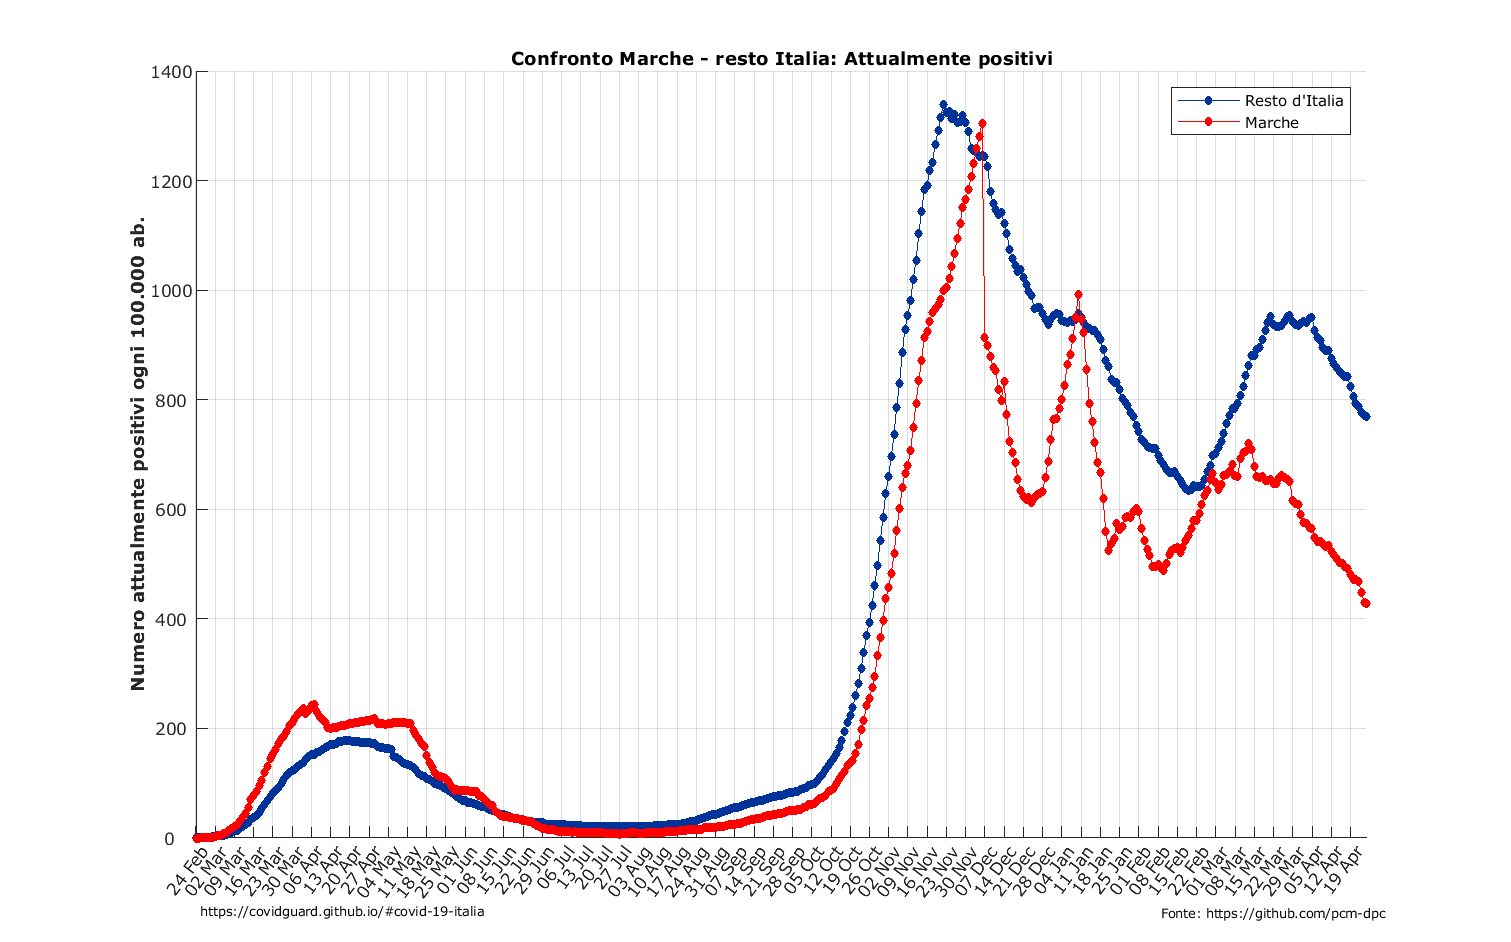 Confronto Marche - resto Italia: Attualmente positivi
Numero attualmente positivi ogni 100.000 ab.
1400
1200
1000
800
600
400
200
0
Resto d'Italia
Marche
24 Feb
02 Mar
09 Mar
16 Mar
23 Mar
30 Mar
06 Apr
13 Apr
20 Apr
27 Apr
04 May
11 May
18 May
25 May
01 Jun
08 Jun
15 Jun
22 Jun
29 Jun
06 Jul
13 Jul
20 Jul
27 Jul
03 Aug
10 Aug
17 Aug
24 Aug
31 Aug
07 Sep
14 Sep
21 Sep
28 Sep
05 Oct
12 Oct
19 Oct
26 Oct
02 Nov
09 Nov
16 Nov
23 Nov
30 Nov
07 Dec
14 Dec
21 Dec
28 Dec
04 Jan
11 Jan
18 Jan
25 Jan
01 Feb
08 Feb
15 Feb
22 Feb
01 Mar
08 Mar
15 Mar
22 Mar
29 Mar
05 Apr
12 Apr
19 Apr
https://covidguard.github.io/#covid-19-italia
Fonte: https://github.com/pcm-dpc